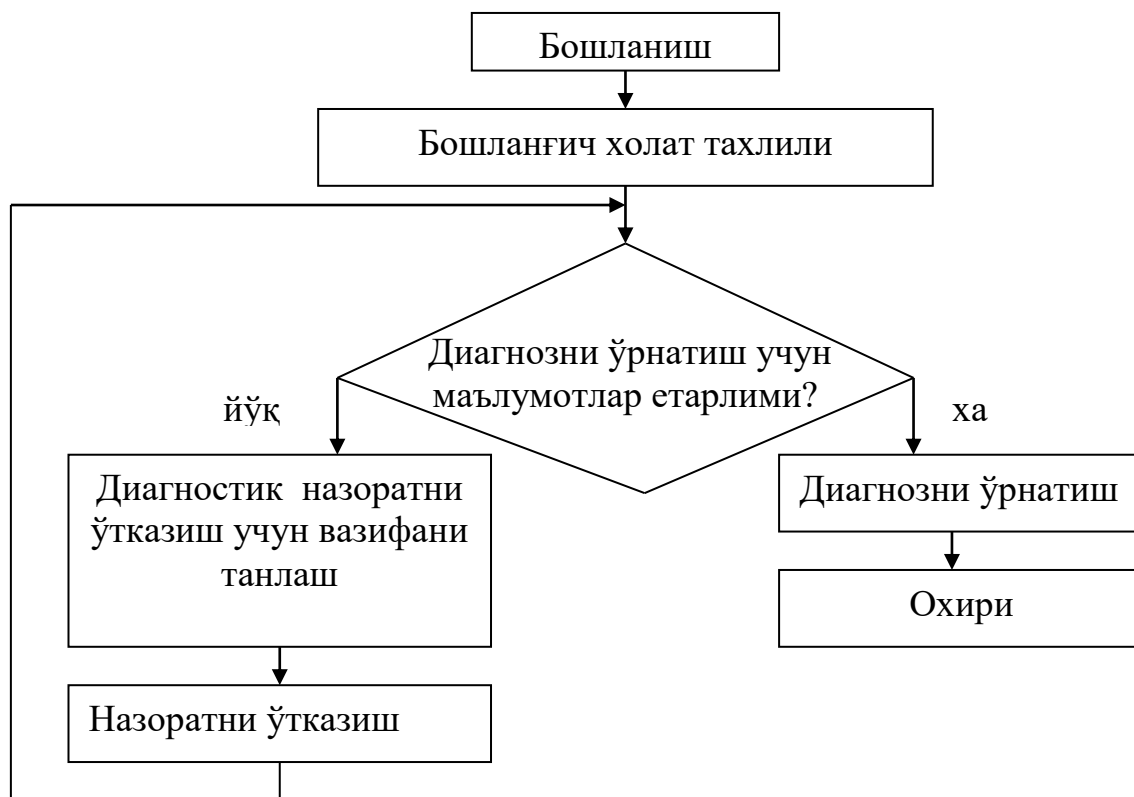 Бошланиш
Бошланғич холат тахлили
Диагнозни ўрнатиш учун
маълумотлар етарлими?
йўқ
ха
Диагностик назоратни
ўтказиш учун вазифани
танлаш
Диагнозни ўрнатиш
Охири
Назоратни ўтказиш